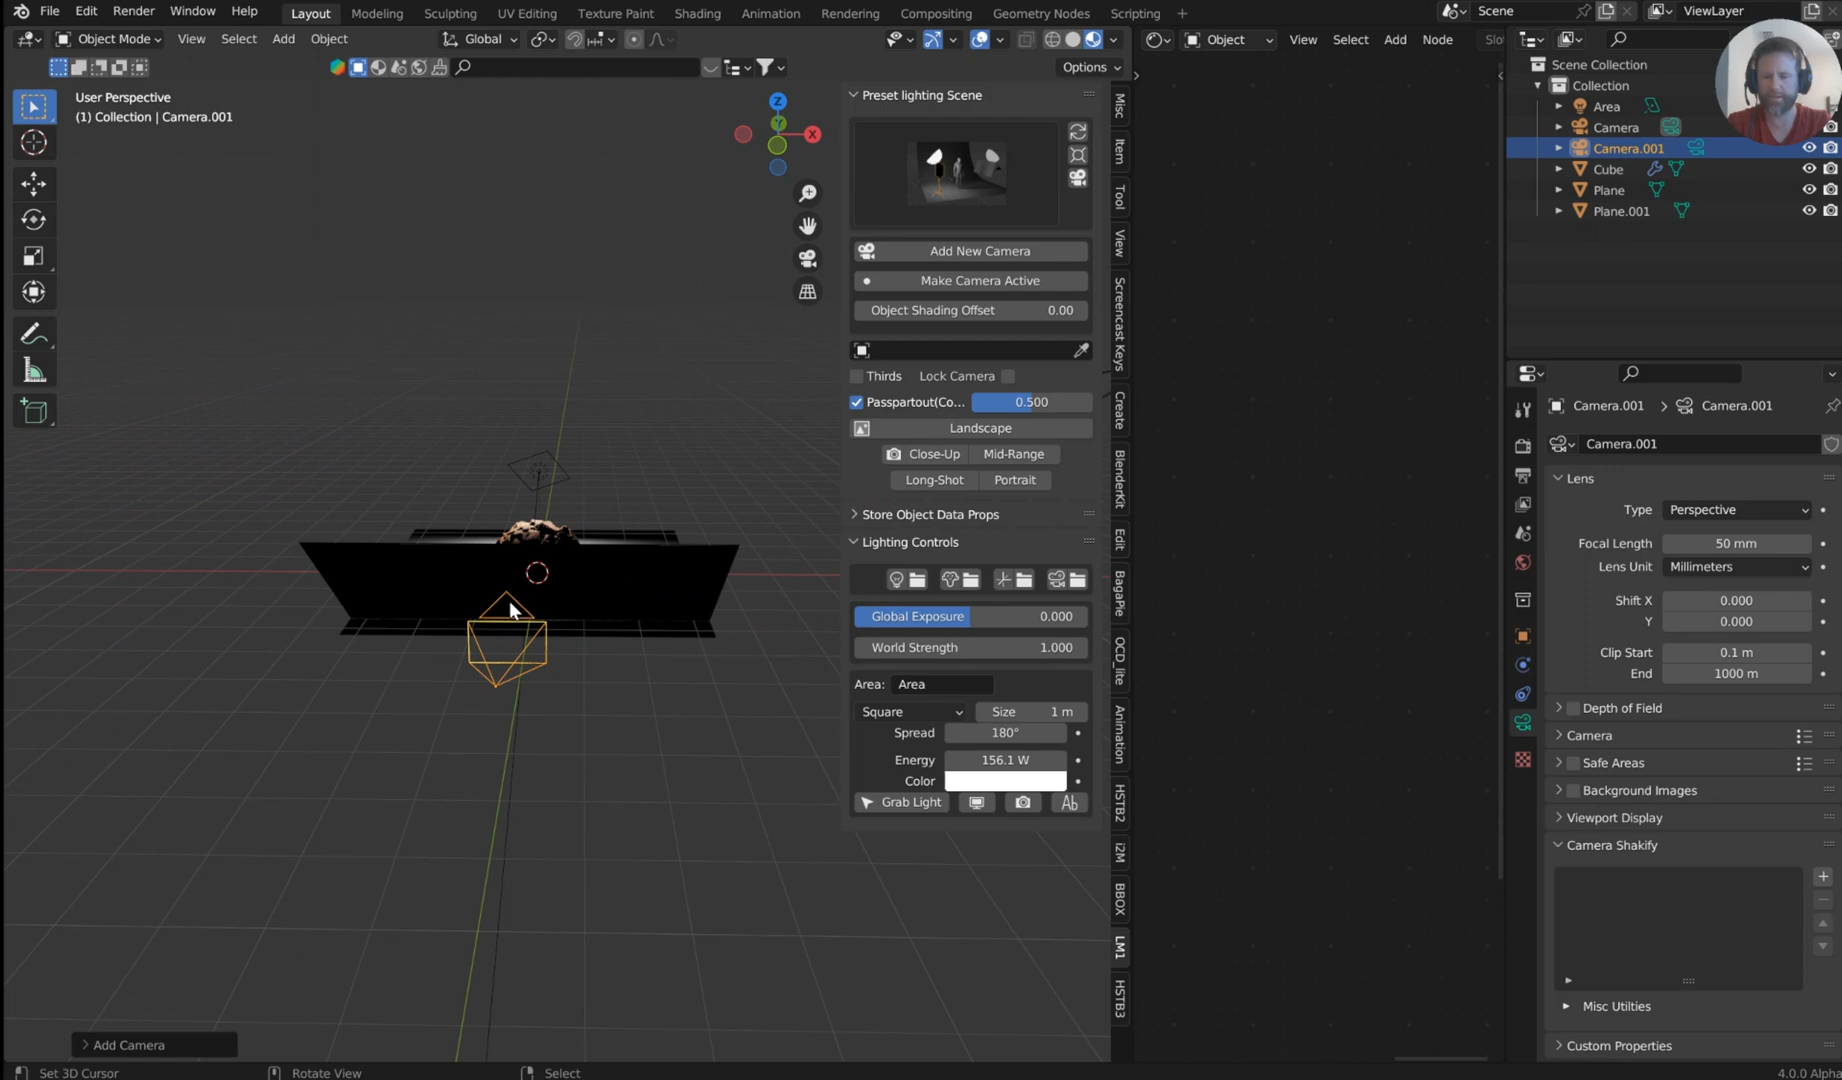 File Edit Render Window Help Layout Modeling Sculpting UV Editing Texture Paint Shading Animation Rendering Compositing Geometry Nodes Scripting + Scene ViewLayer
Object Mode View Select Add Object Global Object View Select Add Node Slo
Options
User Perspective
(1) Collection | Camera.001
Z
Y
X
Preset lighting Scene
Add New Camera
Make Camera Active
Object Shading Offset 0.00
Thirds Lock Camera
Passpartout(Co... 0.500
Landscape
Close-Up Mid-Range
Long-Shot Portrait
Store Object Data Props
Lighting Controls
Global Exposure 0.000
World Strength 1.000
Area: Area
Square Size 1 m
Spread 180°
Energy 156.1 W
Color
Grab Light Ab
Misc
Item
Tool
View
Screencast Keys
Create
BlenderKit
Edit
BagaPie
OCD_lite
Animation
HSTB2
i2M
BBOX
LM1
HSTB3
Scene Collection
Collection
Area
Camera
Camera.001
Cube
Plane
Plane.001
Camera.001 > Camera.001
Camera.001
Lens
Type Perspective
Focal Length 50 mm
Lens Unit Millimeters
Shift X 0.000
Y 0.000
Clip Start 0.1 m
End 1000 m
Depth of Field
Camera
Safe Areas
Background Images
Viewport Display
Camera Shakify
Misc Utilties
Custom Properties
Add Camera
Set 3D Cursor Rotate View Select 4.0.0 Alpha